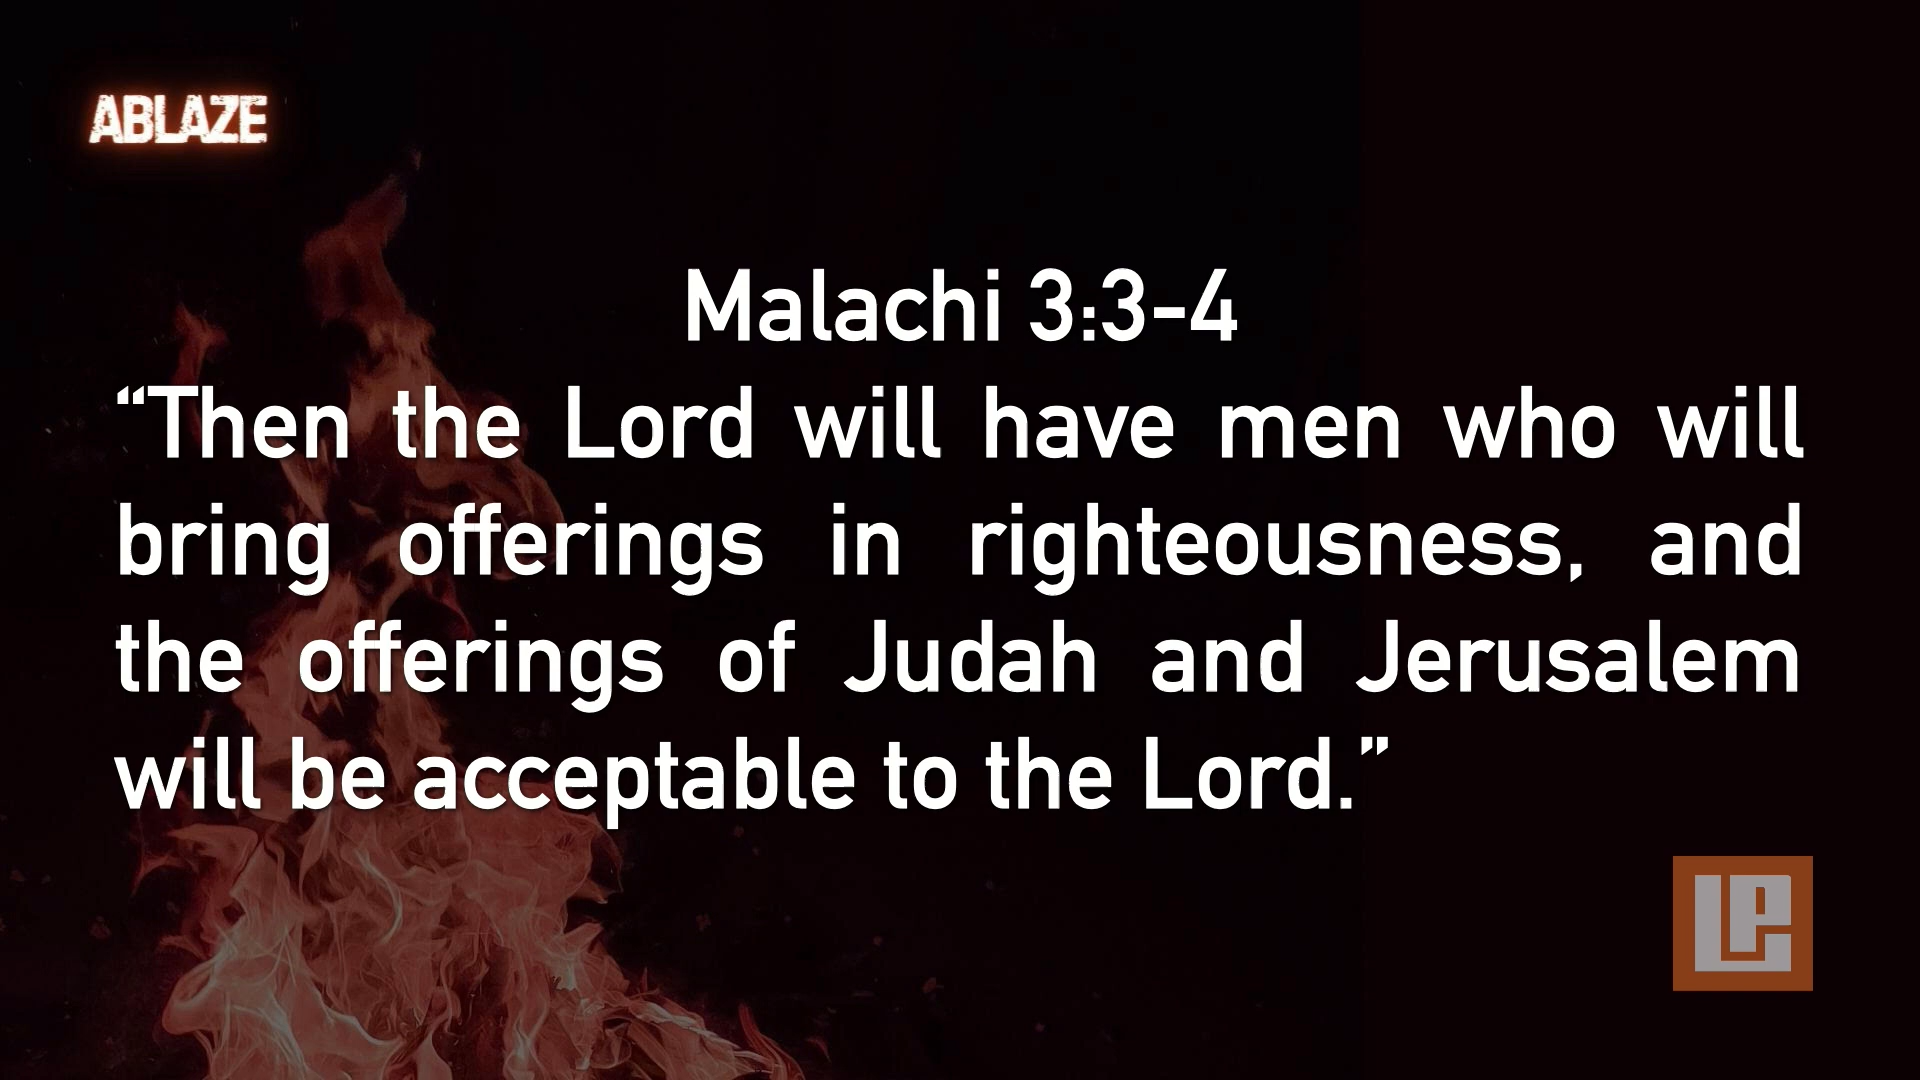 ABLAZE
Malachi 3:3-4
“Then the Lord will have men who will
bring offerings in righteousness, and
the offerings of Judah and Jerusalem
will be acceptable to the Lord.”
LP